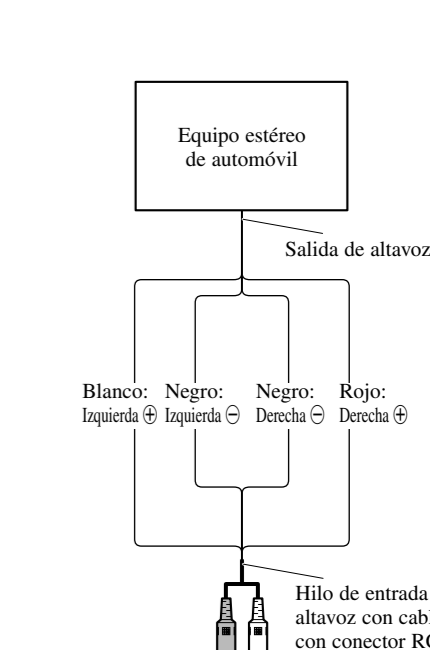 Equipo estéreo
de automóvil
Salida de altavoz
Blanco: Negro: Negro: Rojo:
Izquierda ⊕ Izquierda ⊖ Derecha ⊖ Derecha ⊕
Hilo de entrada
altavoz con
con conector